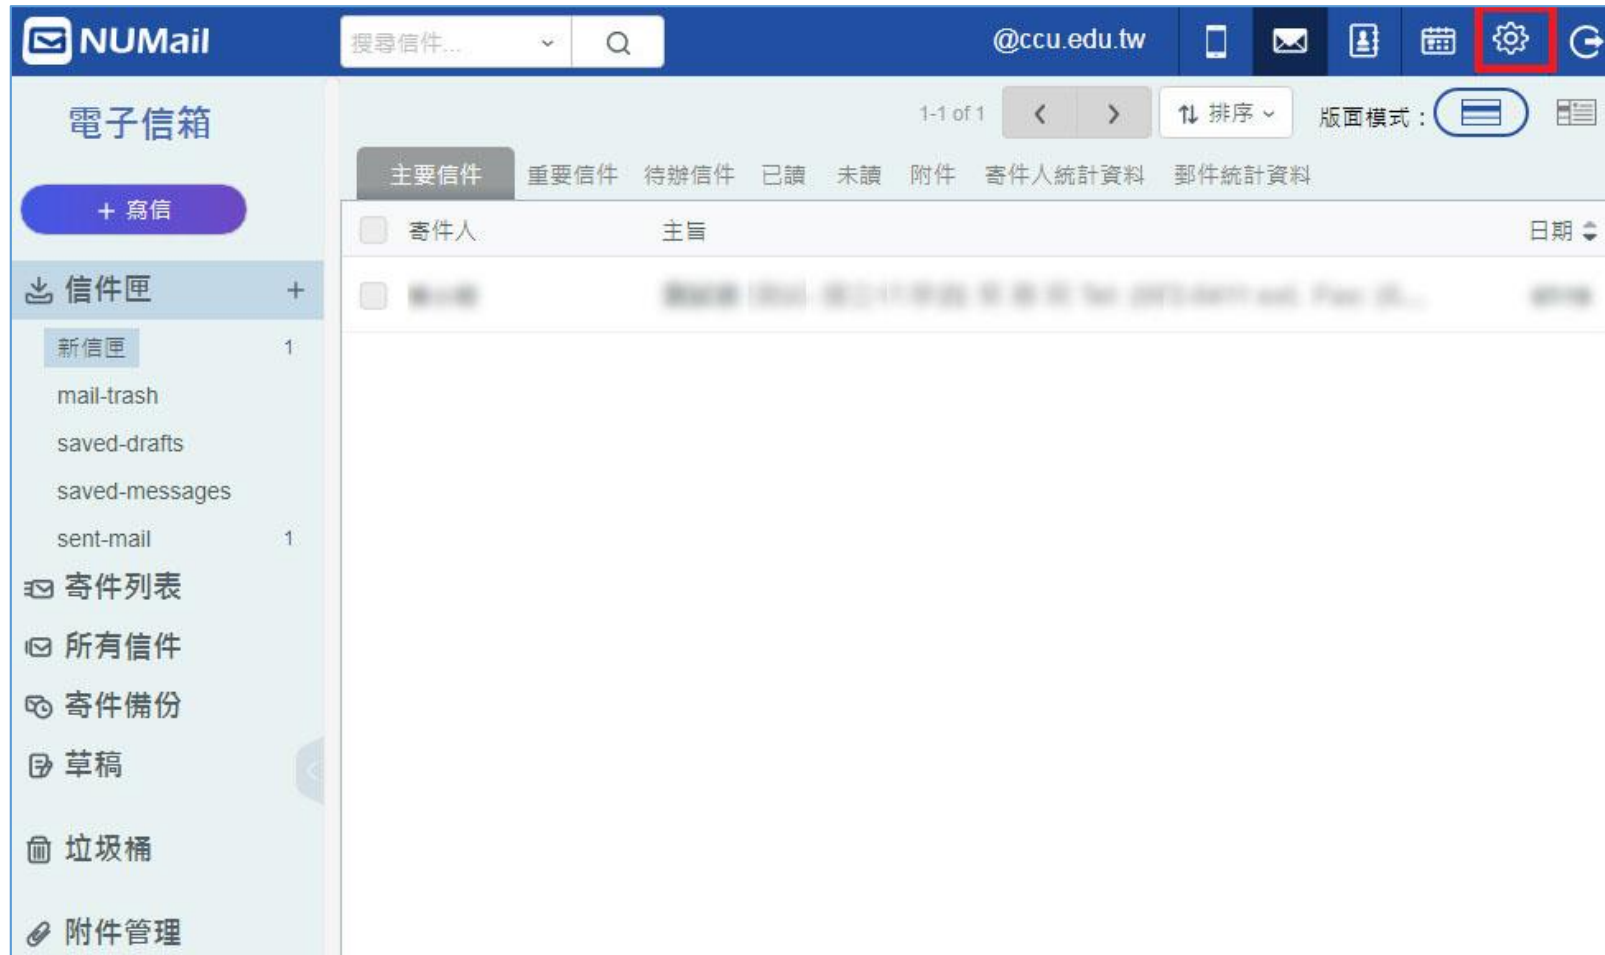 NUMail
搜尋信件...
@ccu.edu.tw
電子信箱
1-1 of 1
排序
版面模式：
主要信件 重要信件 待辦信件 已讀 未讀 附件 寄件人統計資料 郵件統計資料
+ 寫信
寄件人 主旨 日期
信件匣 +
新信匣 1
mail-trash
saved-drafts
saved-messages
sent-mail 1
寄件列表
所有信件
寄件備份
草稿
垃圾桶
附件管理